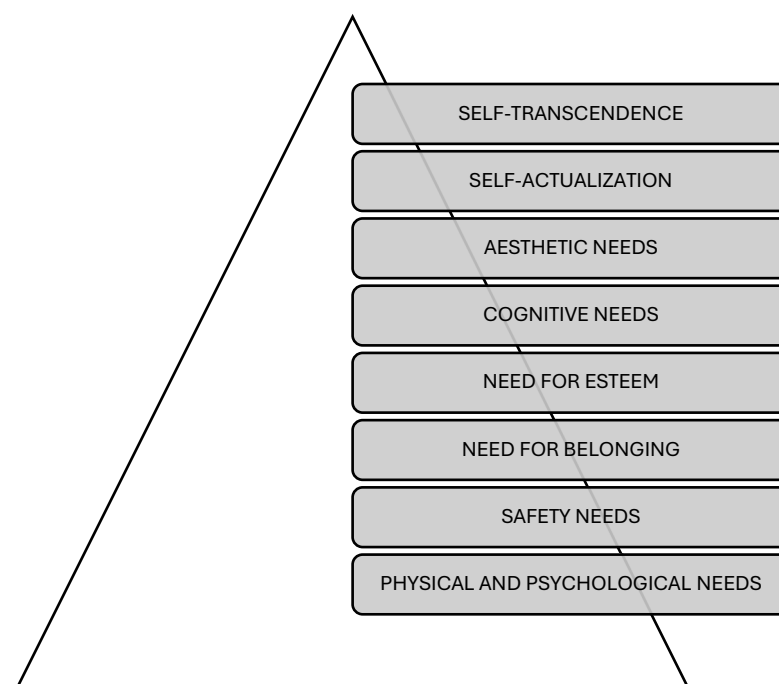 SELF-TRANSCENDENCE
SELF-ACTUALIZATION
AESTHETIC NEEDS
COGNITIVE NEEDS
NEED FOR ESTEEM
NEED FOR BELONGING
SAFETY NEEDS
PHYSICAL AND PSYCHOLOGICAL NEEDS